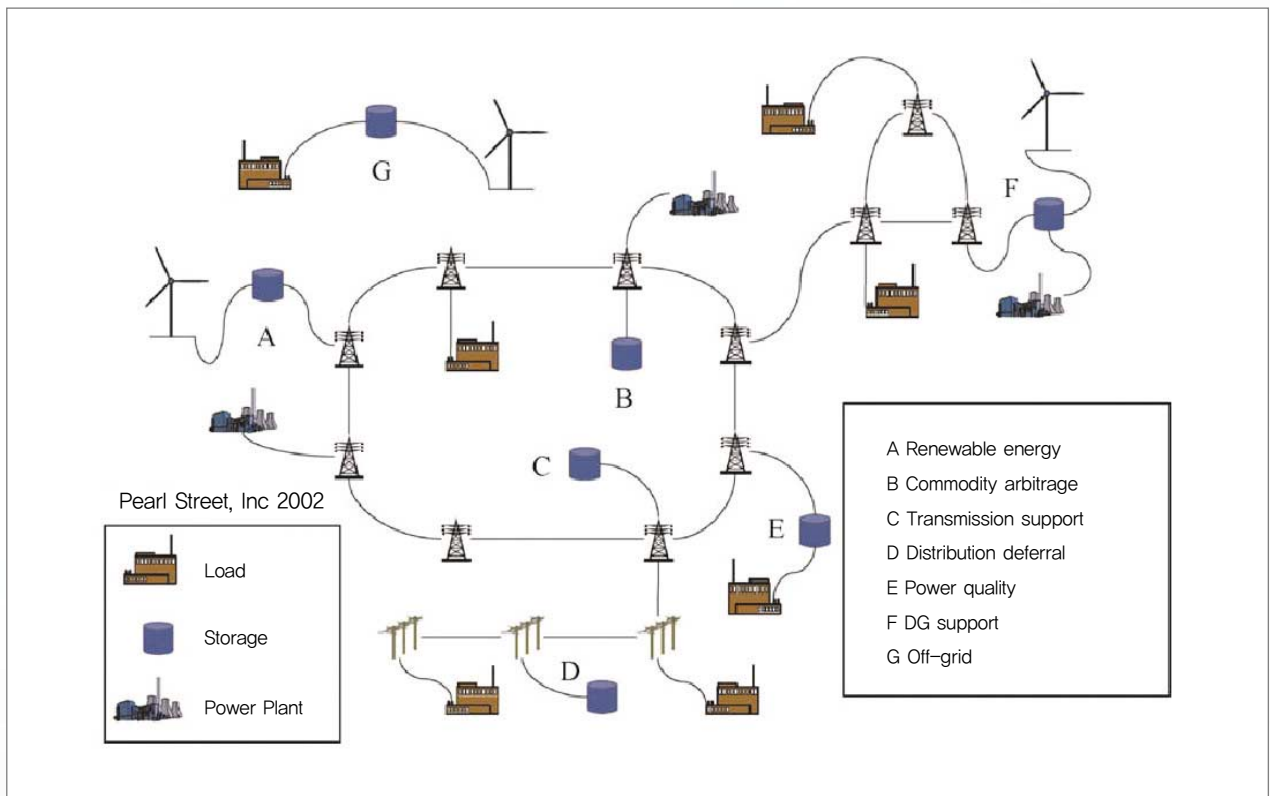 G
F
A
B
C
E
D
Pearl Street, Inc 2002
Load
Storage
Power Plant
A Renewable energy
B Commodity arbitrage
C Transmission support
D Distribution deferral
E Power quality
F DG support
G Off-grid